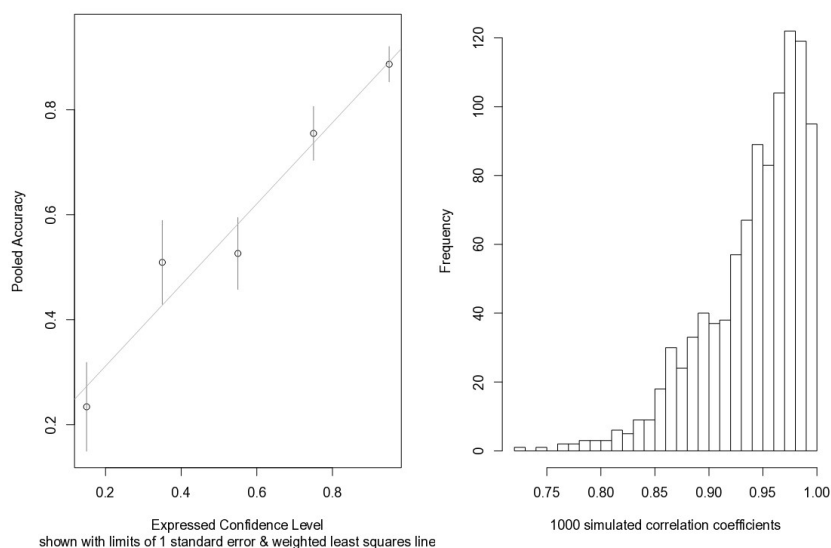 Pooled Accuracy
0.8
0.6
0.4
0.2
0.2 0.4 0.6 0.8
Expressed Confidence Level
shown with limits of 1 standard error & weighted least squares line
Frequency
120
100
80
60
40
20
0
0.75 0.80 0.85 0.90 0.95 1.00
1000 simulated correlation coefficients